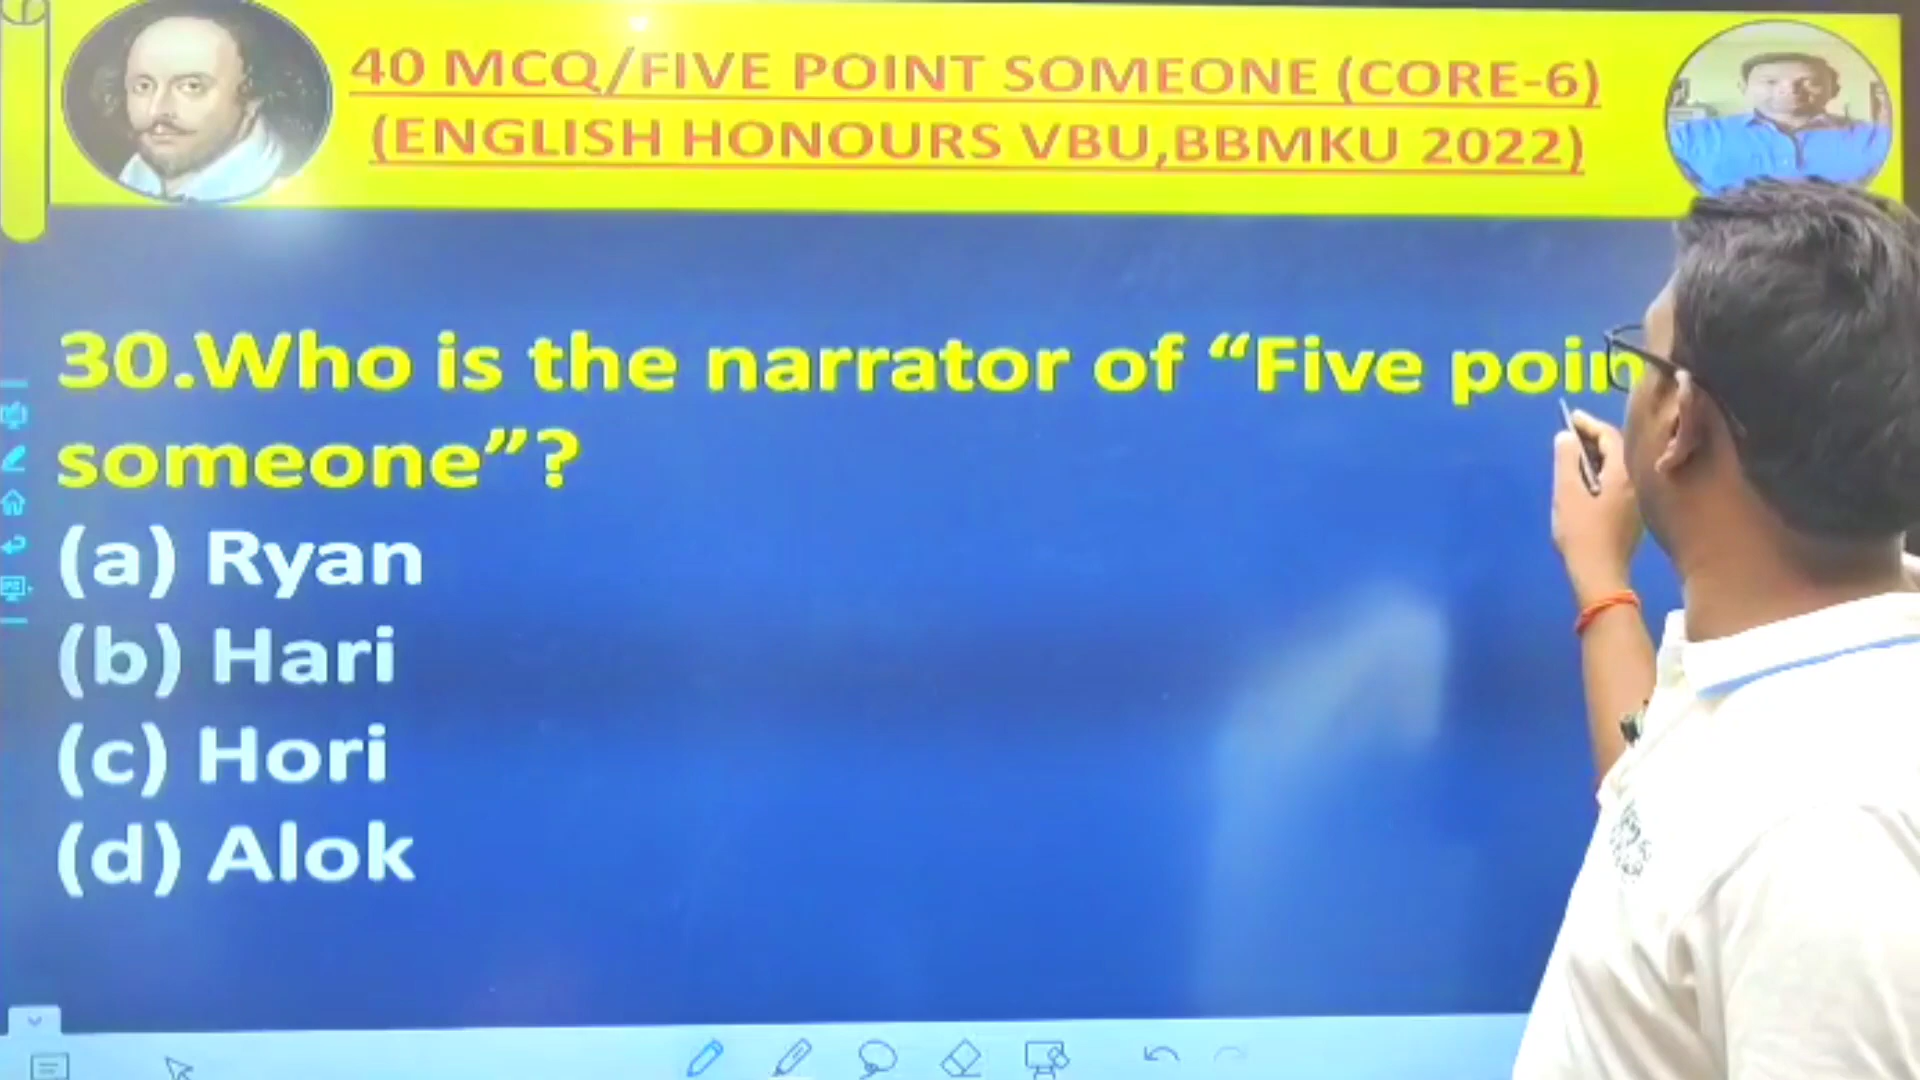 40 MCQ/FIVE POINT SOMEONE (CORE-6)
(ENGLISH HONOURS VBU,BBMKU 2022)
30.Who is the narrator of “Five poin
someone”?
(a) Ryan
(b) Hari
(c) Hori
(d) Alok